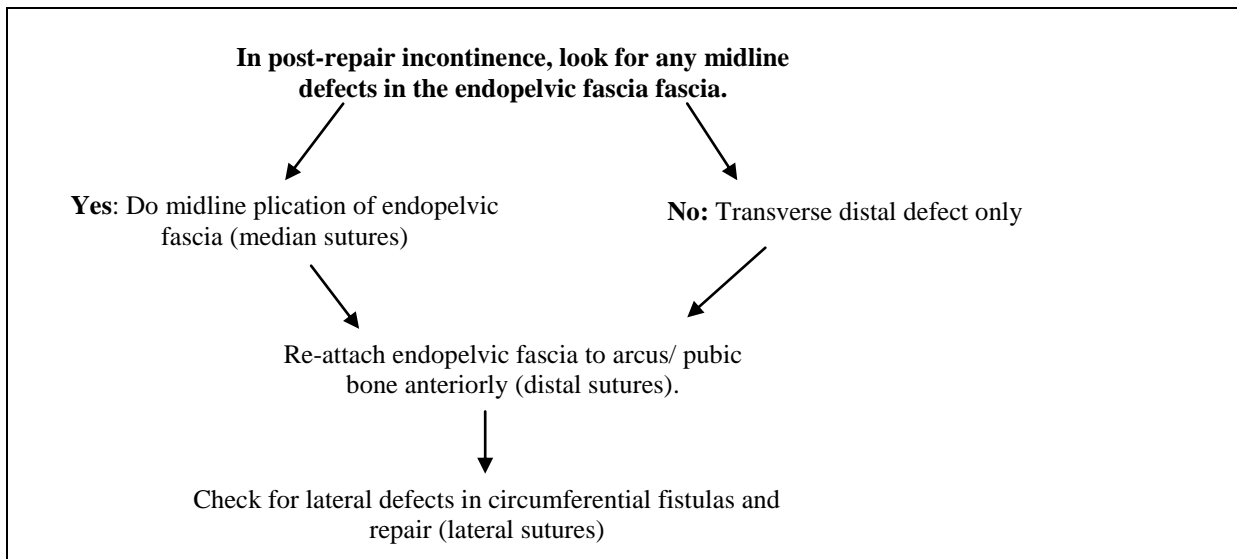 In post-repair incontinence, look for any midline
defects in the endopelvic fascia fascia.
Yes: Do midline plication of endopelvic
fascia (median sutures)
No: Transverse distal defect only
Re-attach endopelvic fascia to arcus/ pubic
bone anteriorly (distal sutures).
Check for lateral defects in circumferential fistulas and
repair (lateral sutures)